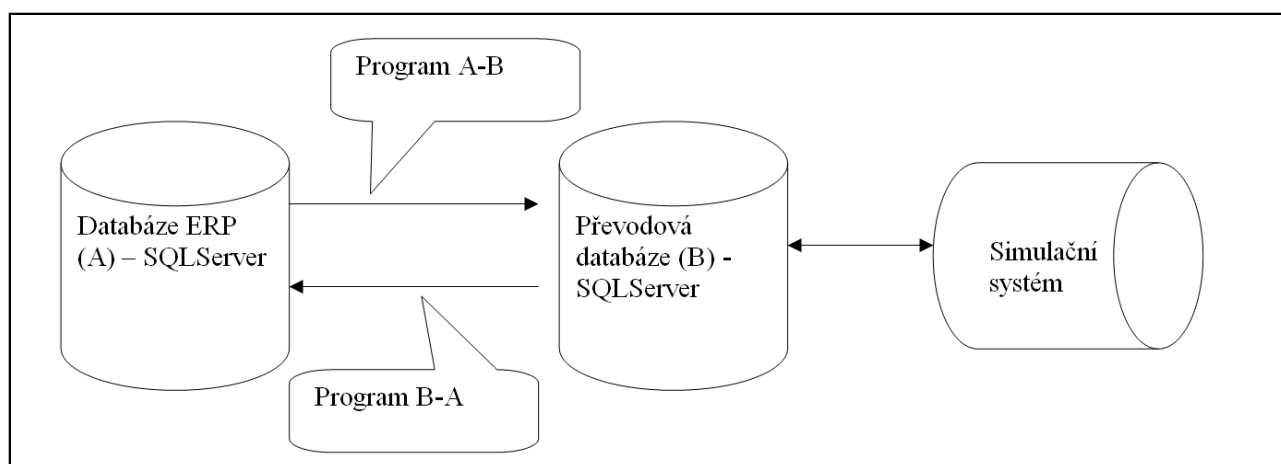 Program A-B
Databáze ERP
(A) – SQLServer
Převodová
databáze (B) -
SQLServer
Simulační
systém
Program B-A